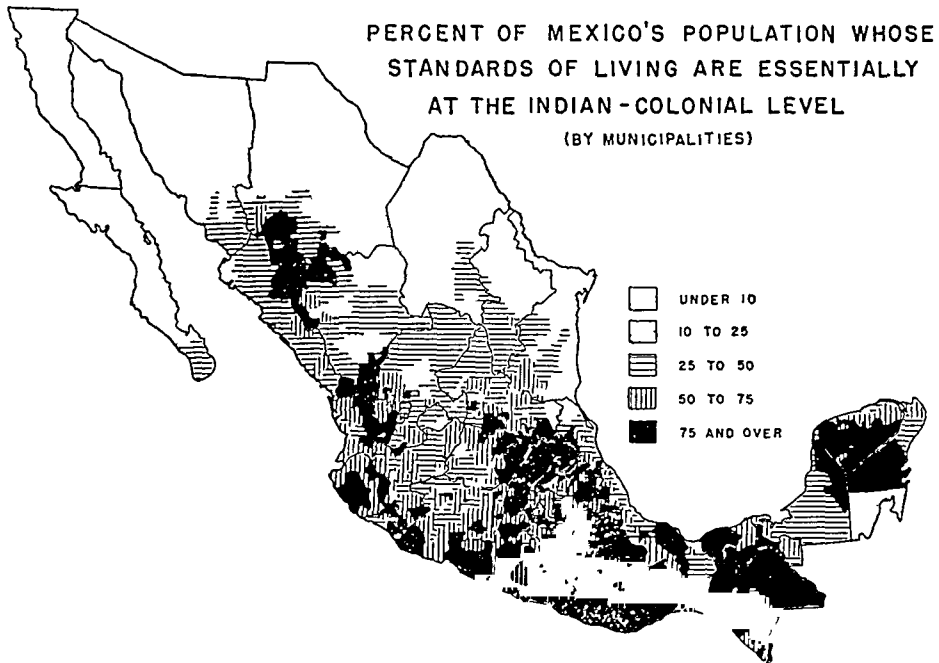 PERCENT OF MEXICO'S POPULATION WHOSE
STANDARDS OF LIVING ARE ESSENTIALLY
AT THE INDIAN-COLONIAL LEVEL
(BY MUNICIPALITIES)
UNDER 10
10 TO 25
25 TO 50
50 TO 75
75 AND OVER